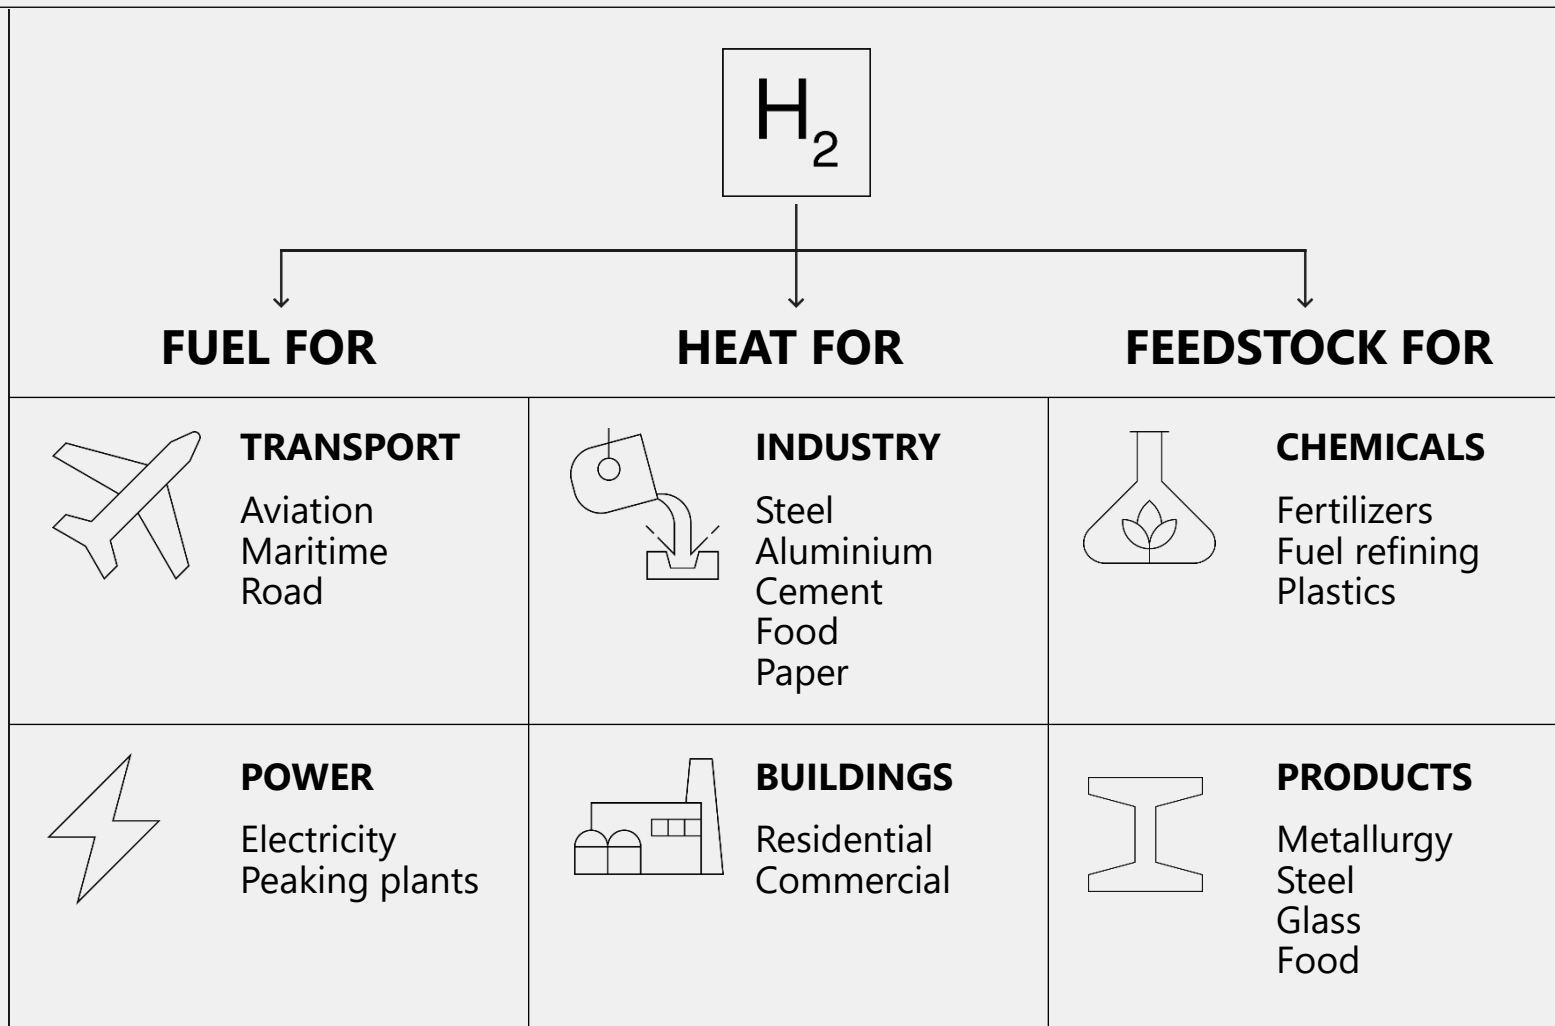 H₂
FUEL FOR
HEAT FOR
FEEDSTOCK FOR
TRANSPORT
Aviation
Maritime
Road
INDUSTRY
Steel
Aluminium
Cement
Food
Paper
CHEMICALS
Fertilizers
Fuel refining
Plastics
POWER
Electricity
Peaking plants
BUILDINGS
Residential
Commercial
PRODUCTS
Metallurgy
Steel
Glass
Food